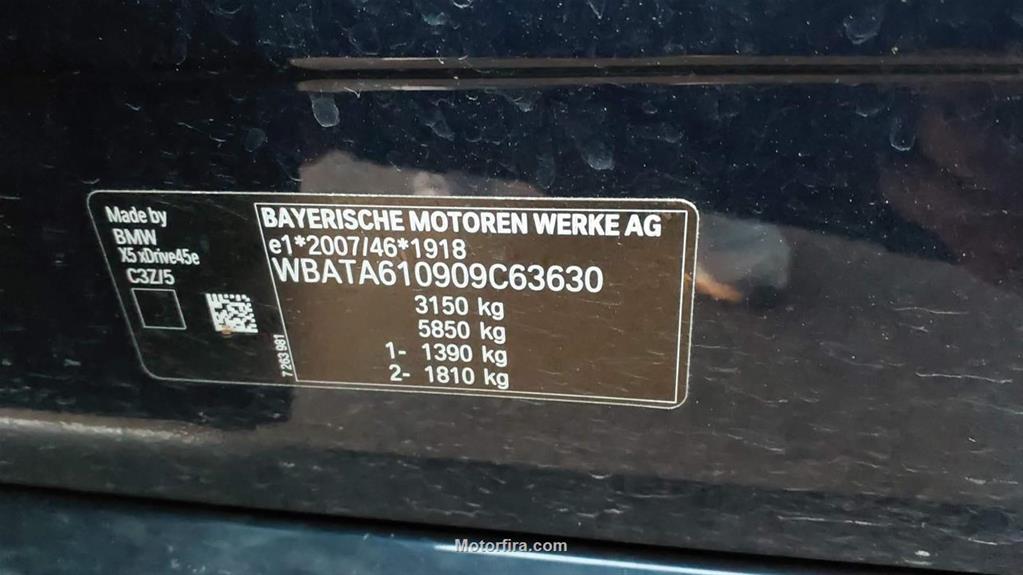 Made by
BMW
X5 xDrive45e
C3Z/5
7 263 981
BAYERISCHE MOTOREN WERKE AG
e1*2007/46*1918
WBATA610909C63630
3150 kg
5850 kg
1- 1390 kg
2- 1810 kg
Motorfira.com